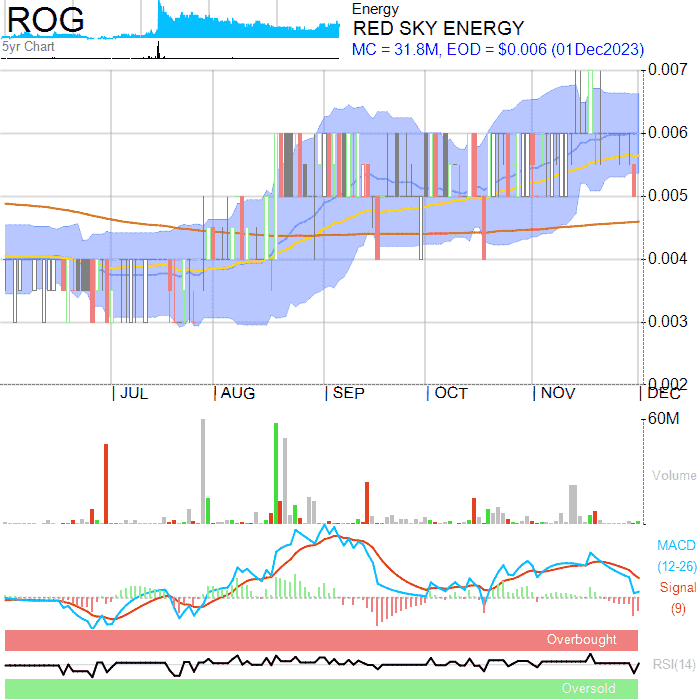 ROG
5yr Chart
Energy
RED SKY ENERGY
MC = 31.8M, EOD = $0.006 (01Dec2023)
0.007
0.006
0.005
0.004
0.003
0.002
JUL AUG SEP OCT NOV DEC
60M
Volume
MACD
(12-26)
Signal
(9)
Overbought
RSI(14)
Oversold